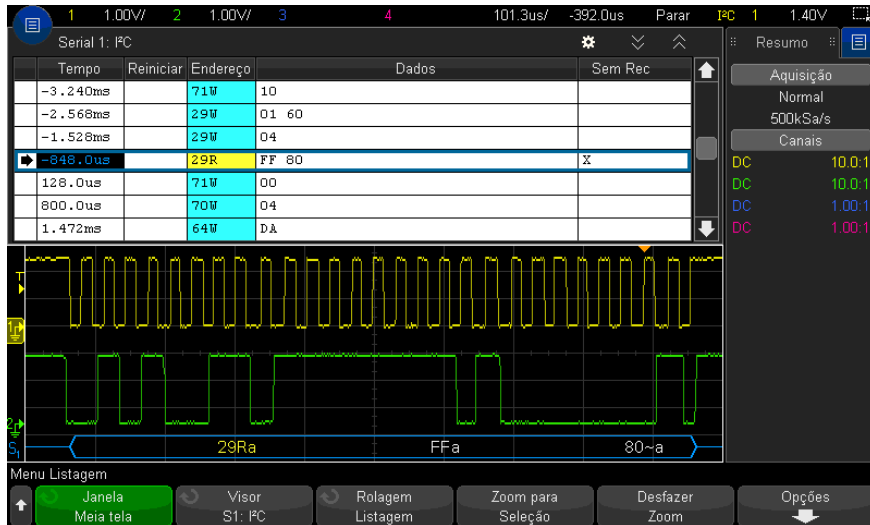 1 1.00V/ 2 1.00V/ 3 4 101.3us/ -392.0us Parar I²C 1 1.40V
Serial 1: I²C
Resumo
Tempo Reiniciar Endereço Dados Sem Rec
-3.240ms 71W 10
-2.568ms 29W 01 60
-1.528ms 29W 04
-848.0us 29R FF 80 X
128.0us 71W 00
800.0us 70W 04
1.472ms 64W DA
Aquisição
Normal
500kSa/s
Canais
DC 10.0:1
DC 10.0:1
DC 1.00:1
DC 1.00:1
T
1
2
S1 29Ra FFa 80~a
Menu Listagem
Janela
Meia tela
Visor
S1: I²C
Rolagem
Listagem
Zoom para
Seleção
Desfazer
Zoom
Opções